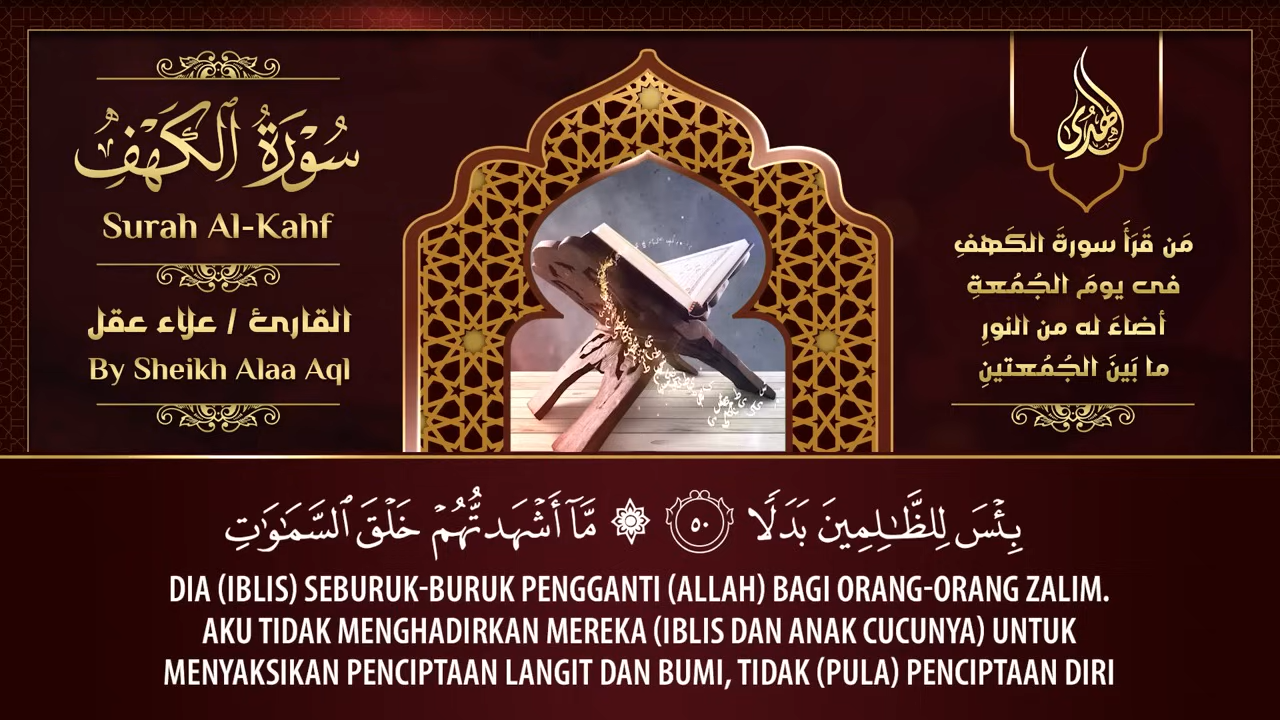 سُورَةُ ٱلْكَهْفِ
Surah Al-Kahf
القارئ / علاء عقل
By Sheikh Alaa Aql
الهدى
مَن قَرَأَ سورةَ الكَهفِ
فى يومَ الجُمُعةِ
أضاءَ له من النورِ
ما بَينَ الجُمُعتينِ
بِئْسَ لِلظَّـٰلِمِينَ بَدَلًا ٥٠ ۞ مَّآ أَشْهَدتُّهُمْ خَلْقَ ٱلسَّمَـٰوَٰتِ
DIA (IBLIS) SEBURUK-BURUK PENGGANTI (ALLAH) BAGI ORANG-ORANG ZALIM.
AKU TIDAK MENGHADIRKAN MEREKA (IBLIS DAN ANAK CUCUNYA) UNTUK
MENYAKSIKAN PENCIPTAAN LANGIT DAN BUMI, TIDAK (PULA) PENCIPTAAN DIRI